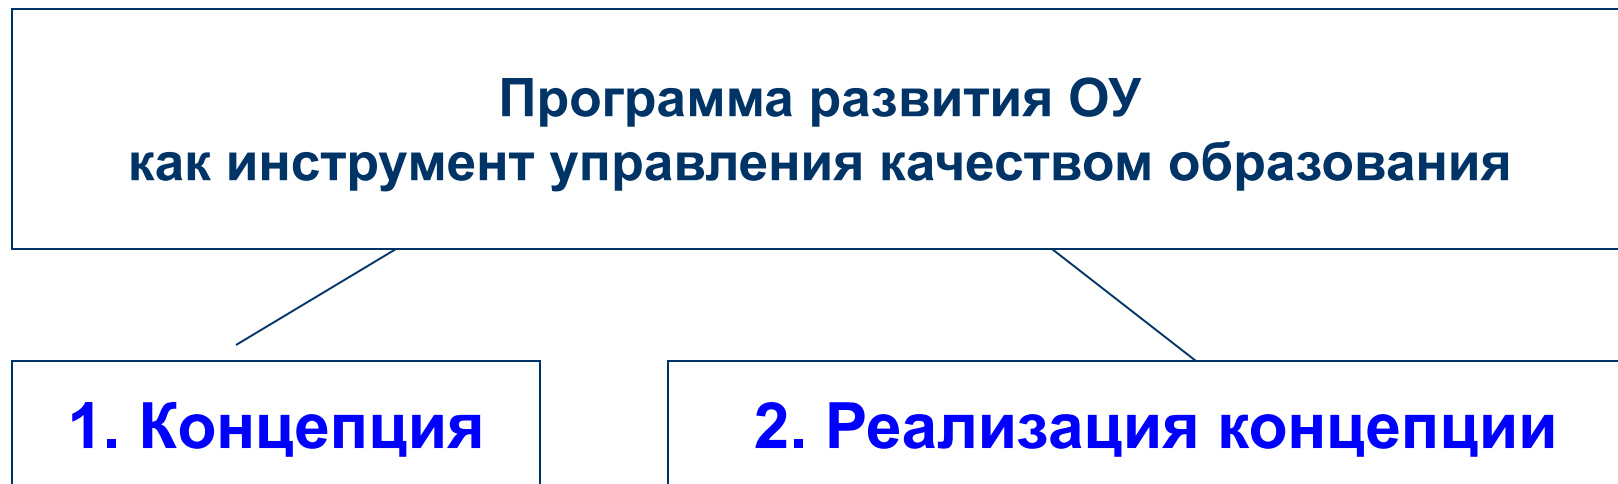 Программа развития ОУ
как инструмент управления качеством образования
1. Концепция
2. Реализация концепции